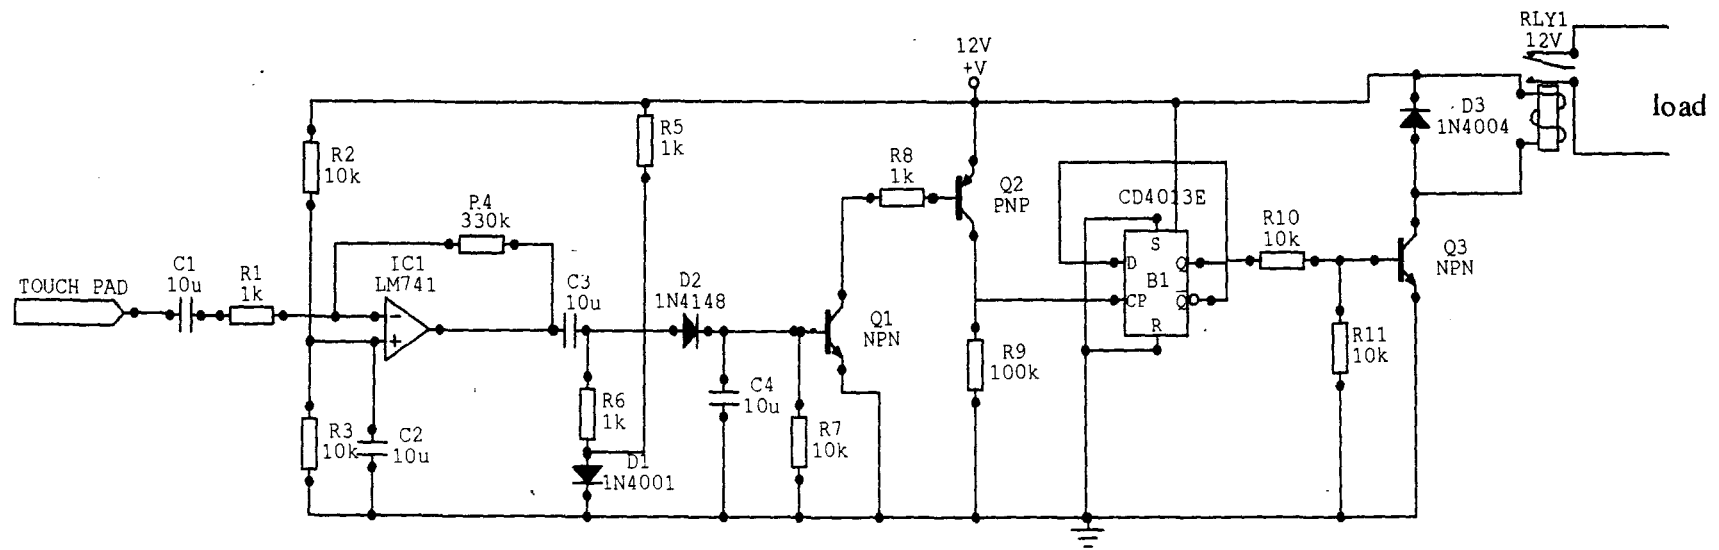 RLY1
12V
12V
+V
load
D3
1N4004
R5
1k
R2
10k
R8
1k
Q2
PNP
CD4013E
R.4
330k
R10
10k
Q3
NPN
S
D
Q
B1
CP
Q
R
IC1
LM741
C1
10u
R1
1k
TOUCH PAD
C3
10u
D2
1N4148
-
+
Q1
NPN
R11
10k
R9
100k
C4
10u
R6
1k
R3
10k
C2
10u
R7
10k
D1
1N4001